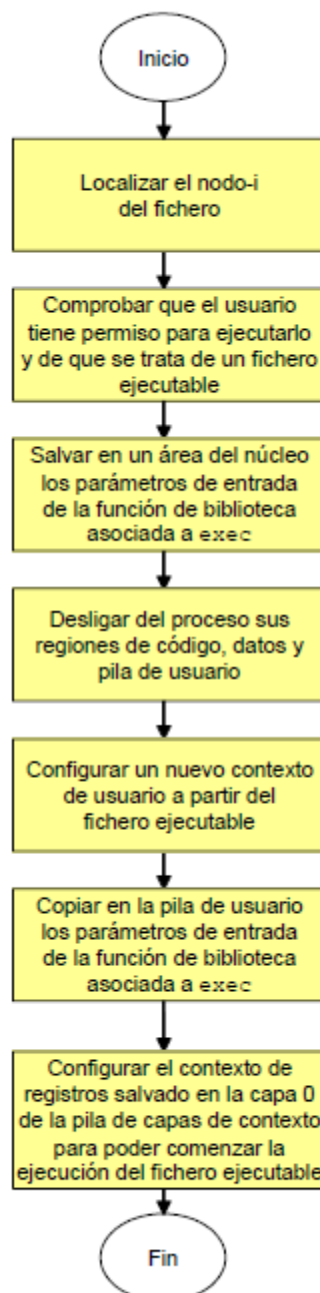 Inicio
Localizar el nodo-i
del fichero
Comprobar que el usuario
tiene permiso para ejecutarlo
y de que se trata de un fichero
ejecutable
Salvar en un área del núcleo
los parámetros de entrada
de la función de biblioteca
asociada a exec
Desligar del proceso sus
regiones de código, datos y
pila de usuario
Configurar un nuevo contexto
de usuario a partir del
fichero ejecutable
Copiar en la pila de usuario
los parámetros de entrada
de la función de biblioteca
asociada a exec
Configurar el contexto de
registros salvado en la capa 0
de la pila de capas de contexto
para poder comenzar la
ejecución del fichero ejecutable
Fin